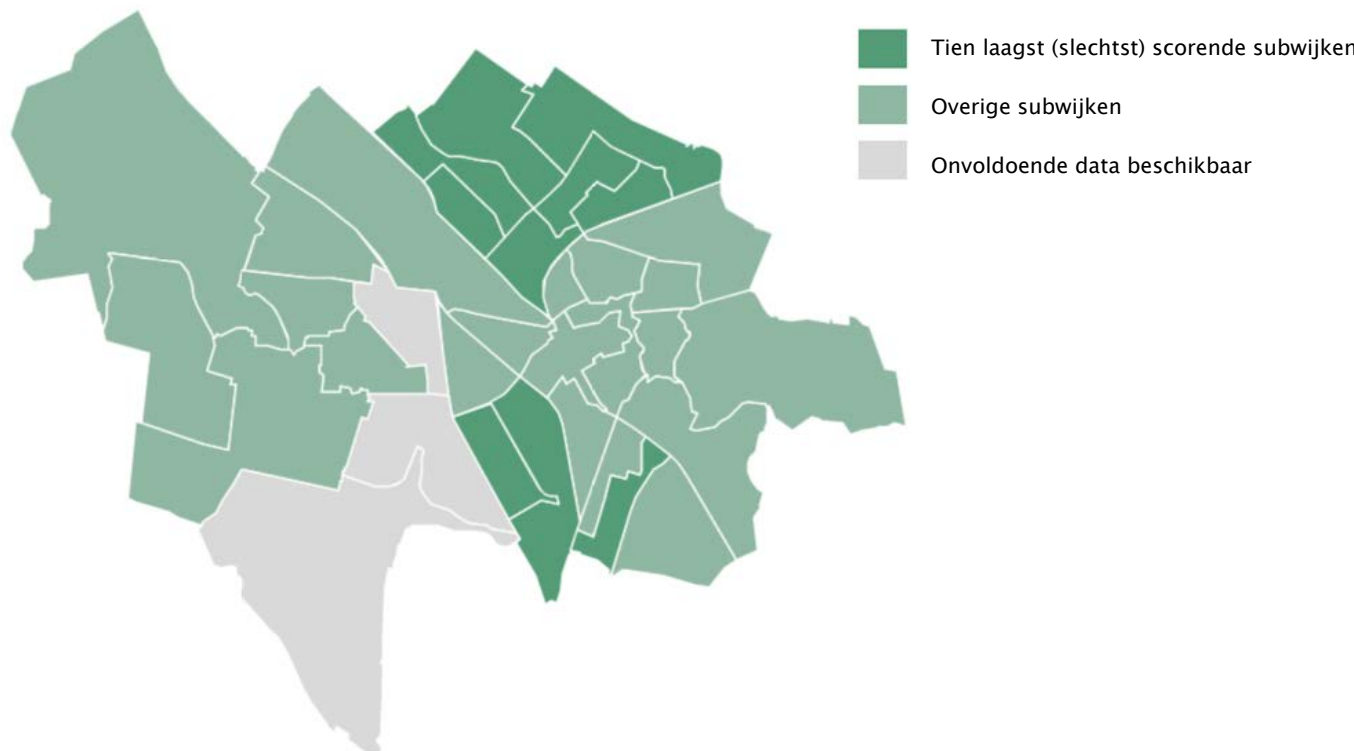 Tien laagst (slechtst) scorende subwijken
Overige subwijken
Onvoldoende data beschikbaar